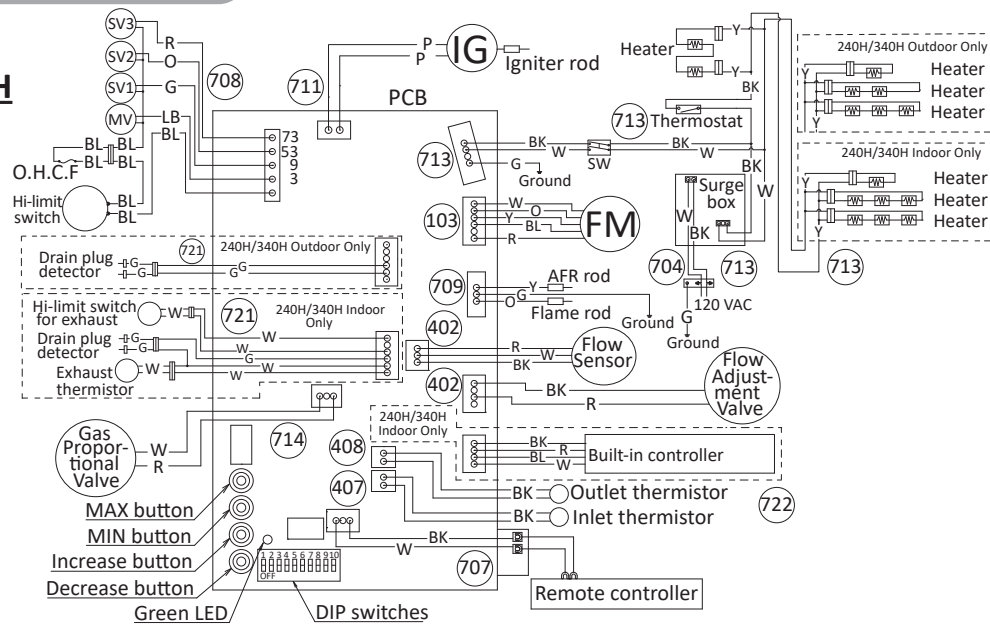 H
SV3
SV2
SV1
MV
R
O
G
LB
BL
BL
BL
BL
BL
O.H.C.F
Hi-limit
switch
BL
BL
708
73
53
9
3
711
P
P
IG
Igniter rod
PCB
713
BK
W
G
Ground
SW
BK
W
713
Thermostat
Heater
Y
Y
BK
BK
W
Surge
box
W
BK
704
713
120 VAC
G
Ground
240H/340H Outdoor Only
Y
Heater
Heater
Heater
Y
240H/340H Indoor Only
Y
Heater
Heater
Heater
Y
713
103
W
O
Y
BL
R
FM
709
Y
G
O
AFR rod
Flame rod
Ground
721
240H/340H Outdoor Only
Drain plug
detector
G
G
G
G
Hi-limit switch
for exhaust
W
721
240H/340H Indoor
Only
Drain plug
detector
G
G
Exhaust
thermistor
W
W
W
G
W
W
402
R
W
BK
Flow
Sensor
402
BK
R
Flow
Adjust-
ment
Valve
Gas
Propor-
tional
Valve
W
R
714
240H/340H
Indoor Only
BK
R
BL
W
Built-in controller
408
407
BK
Outlet thermistor
BK
Inlet thermistor
722
MAX button
MIN button
Increase button
Decrease button
Green LED
1 2 3 4 5 6 7 8 9 10
OFF
DIP switches
BK
W
707
Remote controller